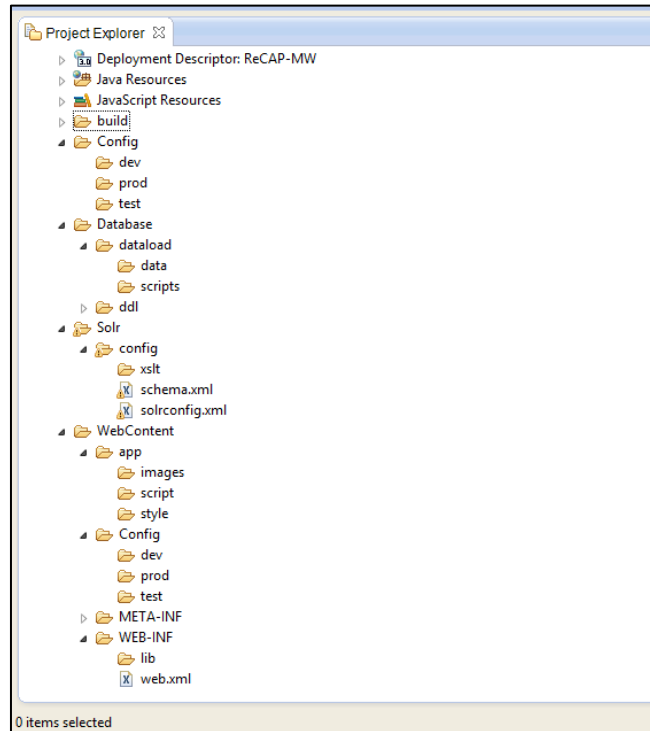 Project Explorer
3.0 Deployment Descriptor: ReCAP-MW
Java Resources
JavaScript Resources
build
Config
dev
prod
test
Database
dataload
data
scripts
ddl
Solr
config
xslt
X schema.xml
X solrconfig.xml
WebContent
app
images
script
style
Config
dev
prod
test
META-INF
WEB-INF
lib
X web.xml
0 items selected